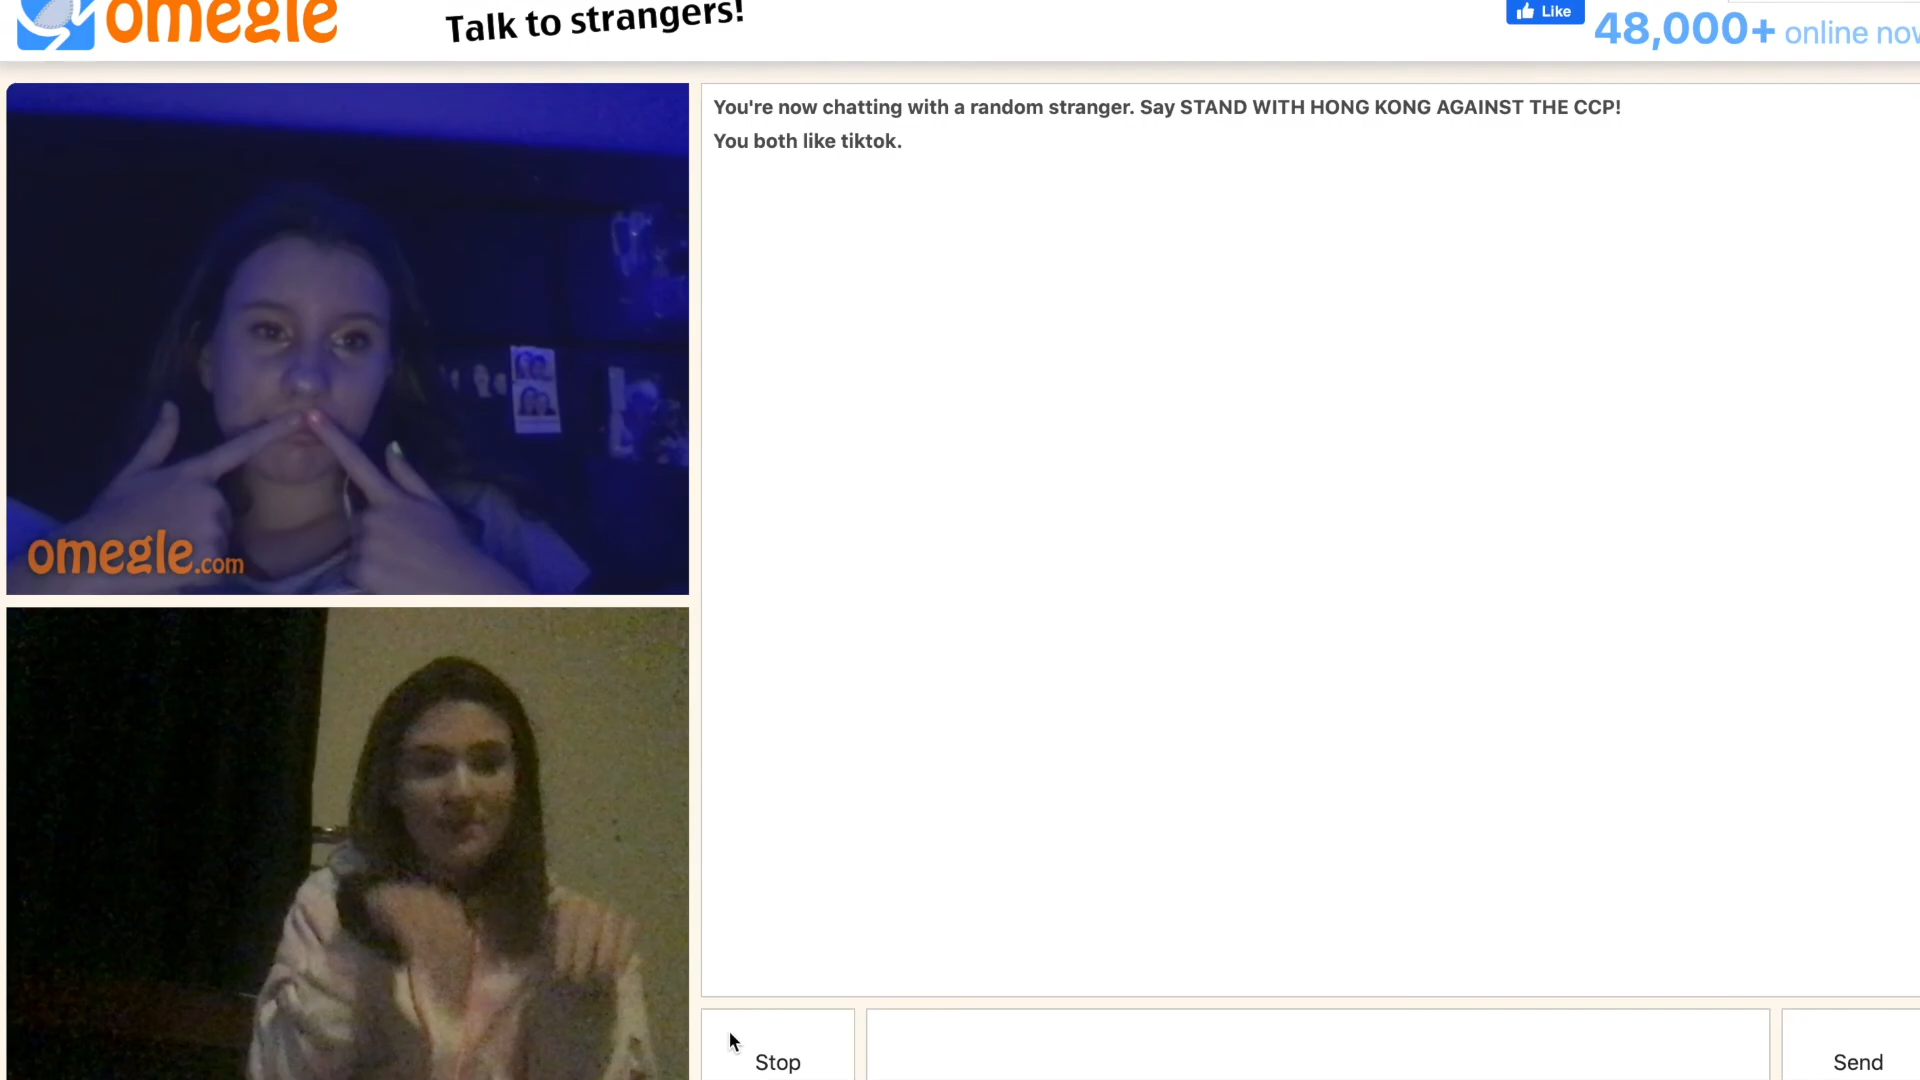 omegle
Talk to strangers!
Like
48,000+ online now
You're now chatting with a random stranger. Say STAND WITH HONG KONG AGAINST THE CCP!
You both like tiktok.
omegle.com
Stop
Send